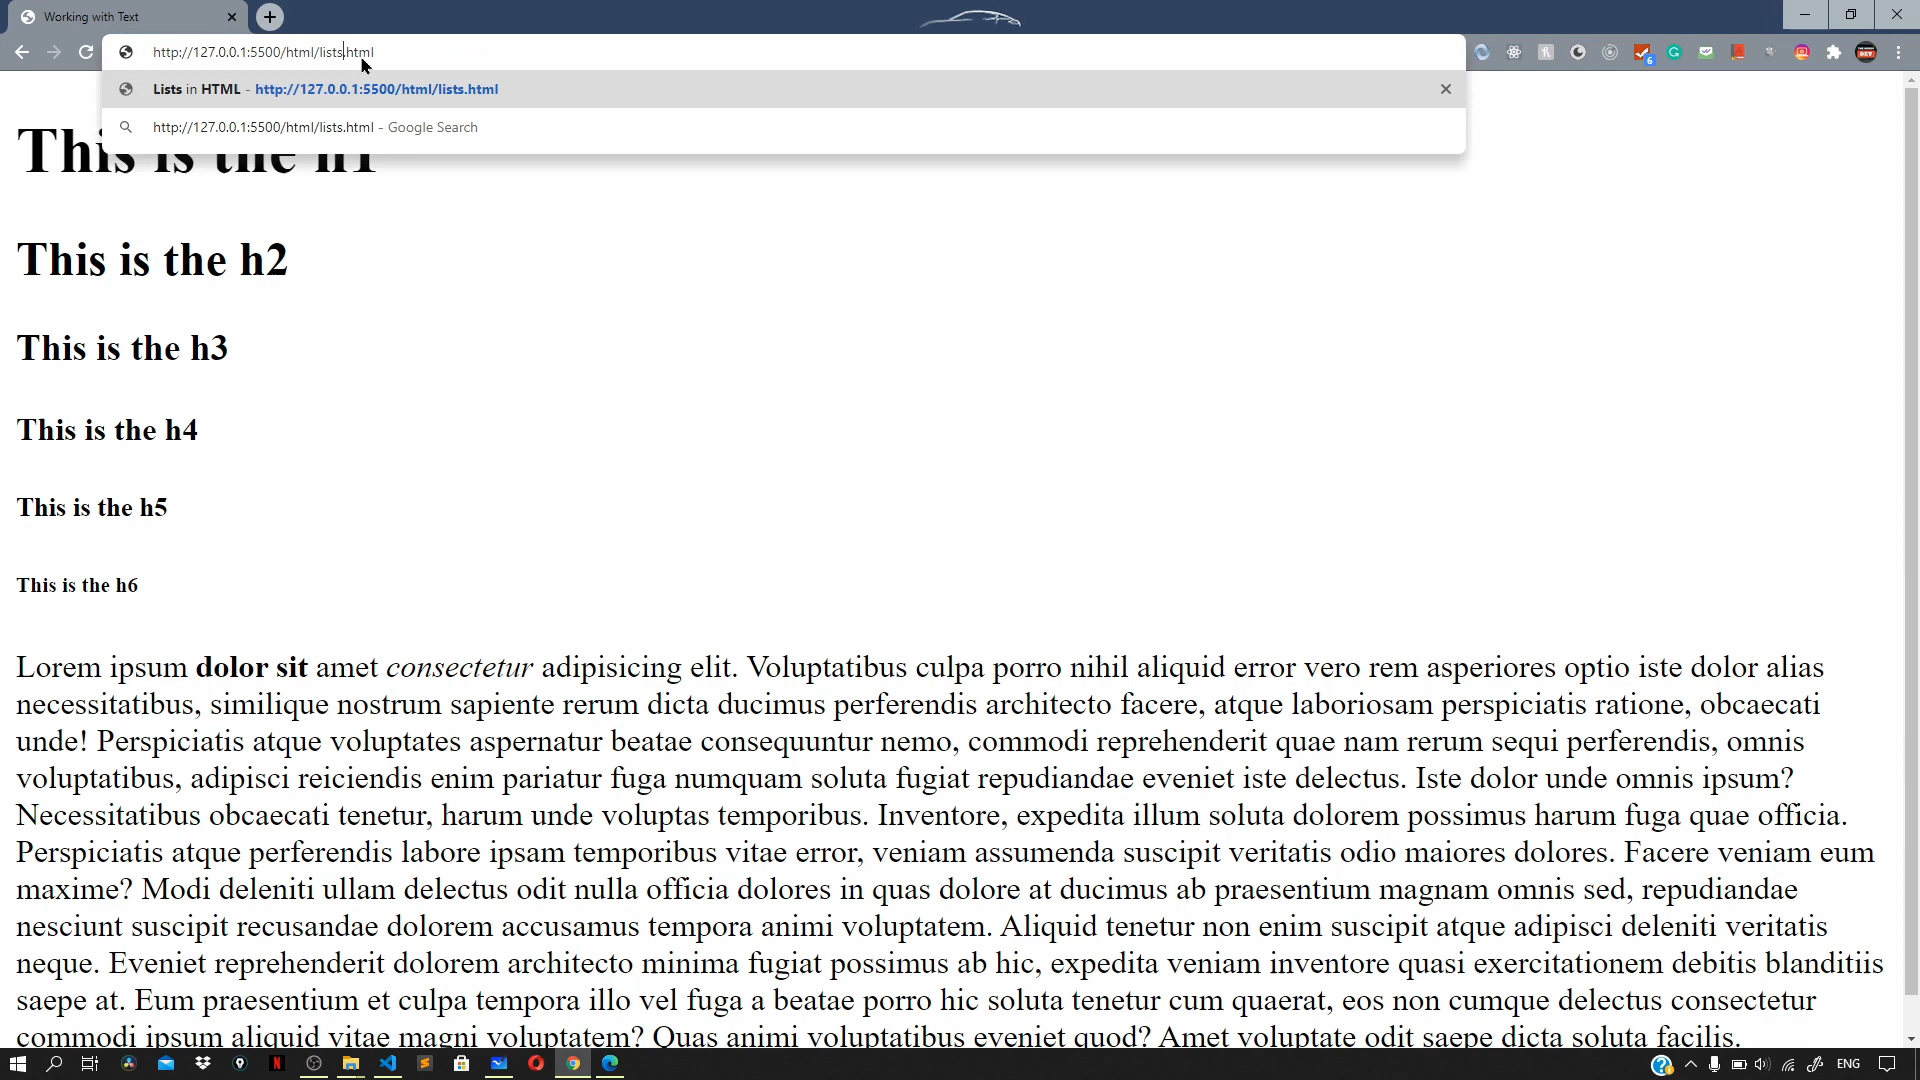 Working with Text
http://127.0.0.1:5500/html/lists.html
Lists in HTML - http://127.0.0.1:5500/html/lists.html
http://127.0.0.1:5500/html/lists.html - Google Search
This is the h1
This is the h2
This is the h3
This is the h4
This is the h5
This is the h6
Lorem ipsum dolor sit amet consectetur adipisicing elit. Voluptatibus culpa porro nihil aliquid error vero rem asperiores optio iste dolor alias
necessitatibus, similique nostrum sapiente rerum dicta ducimus perferendis architecto facere, atque laboriosam perspiciatis ratione, obcaecati
unde! Perspiciatis atque voluptates aspernatur beatae consequuntur nemo, commodi reprehenderit quae nam rerum sequi perferendis, omnis
voluptatibus, adipisci reiciendis enim pariatur fuga numquam soluta fugiat repudiandae eveniet iste delectus. Iste dolor unde omnis ipsum?
Necessitatibus obcaecati tenetur, harum unde voluptas temporibus. Inventore, expedita illum soluta dolorem possimus harum fuga quae officia.
Perspiciatis atque perferendis labore ipsam temporibus vitae error, veniam assumenda suscipit veritatis odio maiores dolores. Facere veniam eum
maxime? Modi deleniti ullam delectus odit nulla officia dolores in quas dolore at ducimus ab praesentium magnam omnis sed, repudiandae
nesciunt suscipit recusandae dolorem accusamus tempora animi voluptatem. Aliquid tenetur non enim suscipit atque adipisci deleniti veritatis
neque. Eveniet reprehenderit dolorem architecto minima fugiat possimus ab hic, expedita veniam inventore quasi exercitationem debitis blanditiis
saepe at. Eum praesentium et culpa tempora illo vel fuga a beatae porro hic soluta tenetur cum quaerat, eos non cumque delectus consectetur
commodi ipsum aliquid vitae magni voluptatem? Quas animi voluptatibus eveniet quod? Amet voluptate odit saepe dicta soluta facilis.
6
DEV
ENG